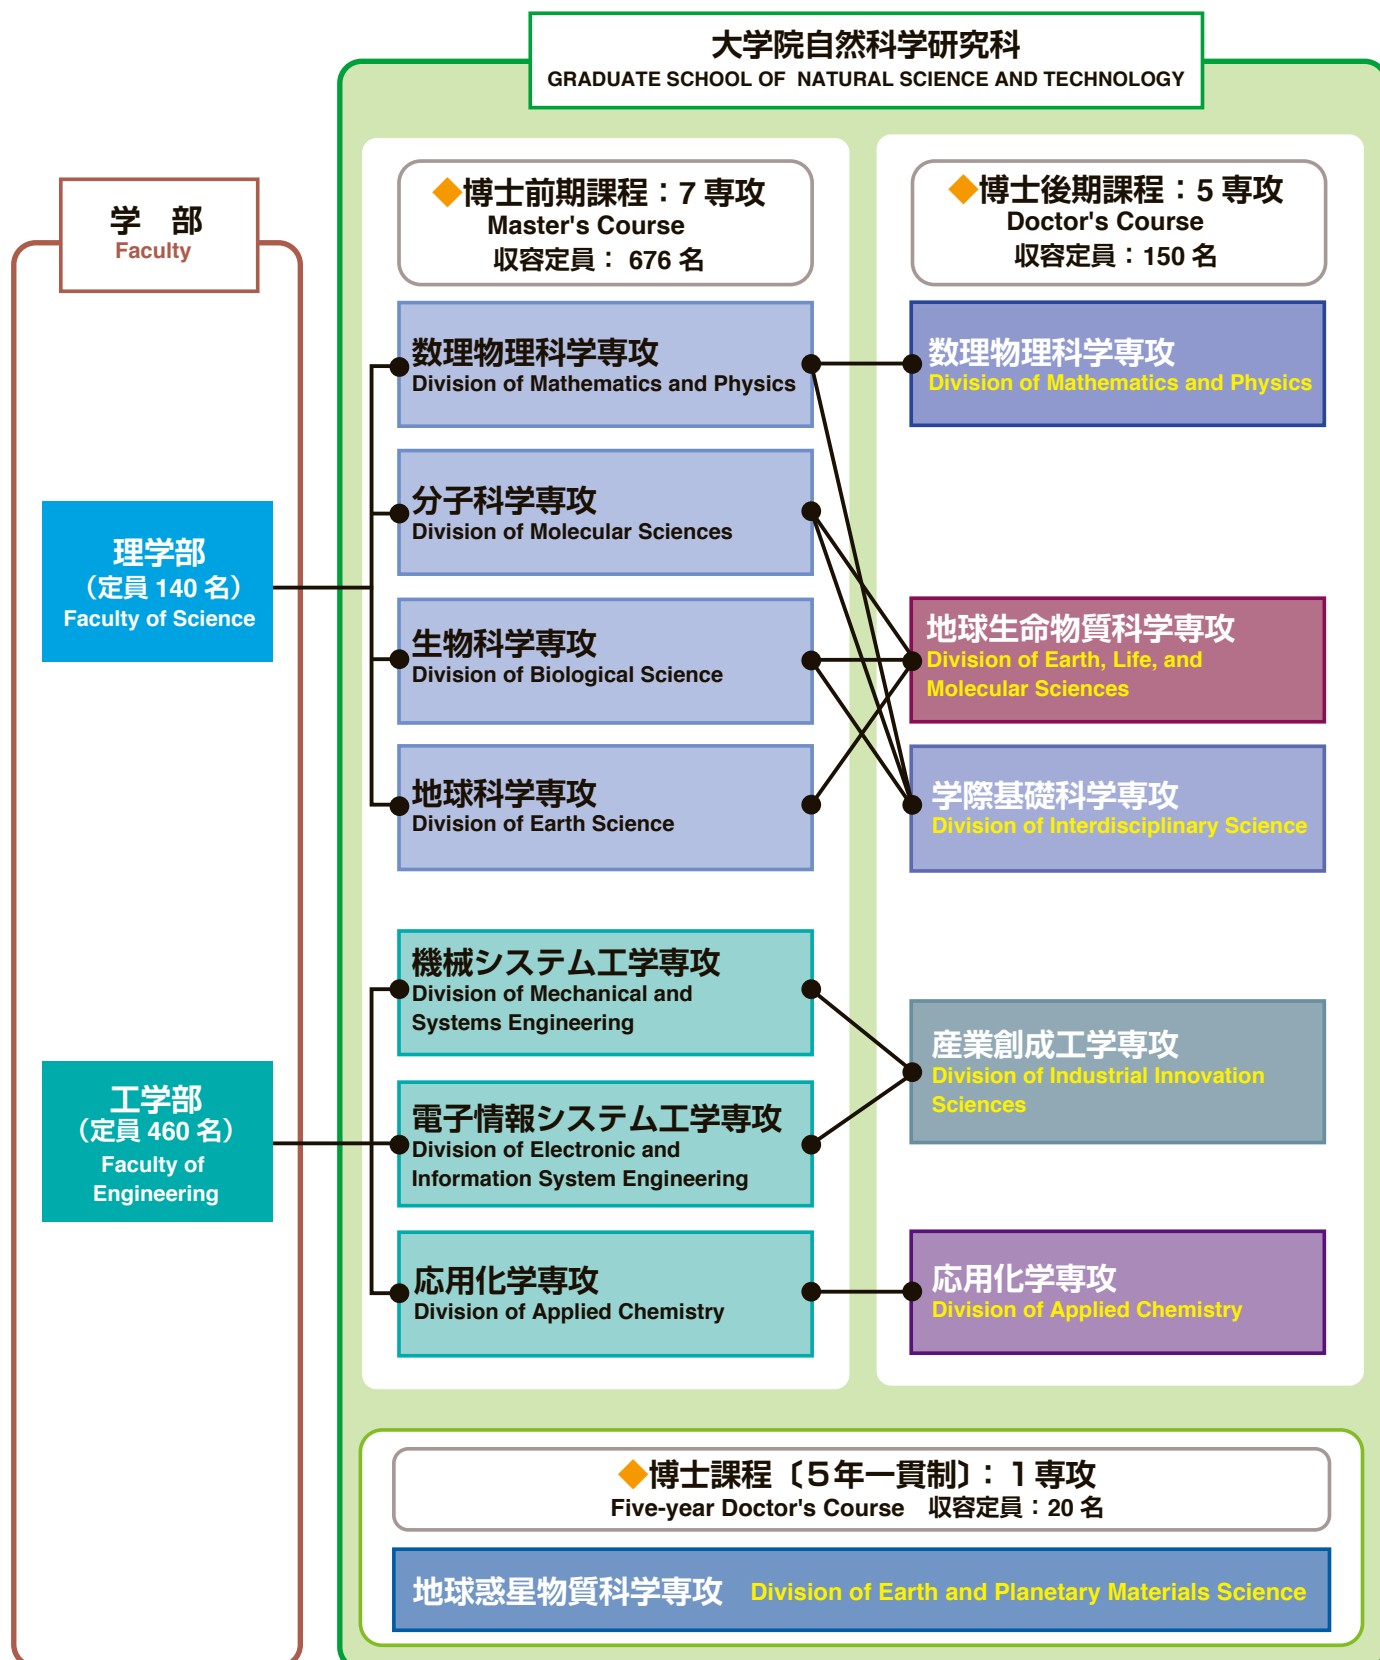 大学院自然科学研究科
GRADUATE SCHOOL OF NATURAL SCIENCE AND TECHNOLOGY
学 部
Faculty
理学部
（定員 140 名）
Faculty of Science
工学部
（定員 460 名）
Faculty of
Engineering
◆博士前期課程：7 専攻
Master's Course
収容定員： 676 名
数理物理科学専攻
Division of Mathematics and Physics
分子科学専攻
Division of Molecular Sciences
生物科学専攻
Division of Biological Science
地球科学専攻
Division of Earth Science
機械システム工学専攻
Division of Mechanical and
Systems Engineering
電子情報システム工学専攻
Division of Electronic and
Information System Engineering
応用化学専攻
Division of Applied Chemistry
◆博士後期課程：5 専攻
Doctor's Course
収容定員：150 名
数理物理科学専攻
Division of Mathematics and Physics
地球生命物質科学専攻
Division of Earth, Life, and
Molecular Sciences
学際基礎科学専攻
Division of Interdisciplinary Science
産業創成工学専攻
Division of Industrial Innovation
Sciences
応用化学専攻
Division of Applied Chemistry
◆博士課程〔５年一貫制〕：１専攻
Five-year Doctor's Course 収容定員：20 名
地球惑星物質科学専攻 Division of Earth and Planetary Materials Science